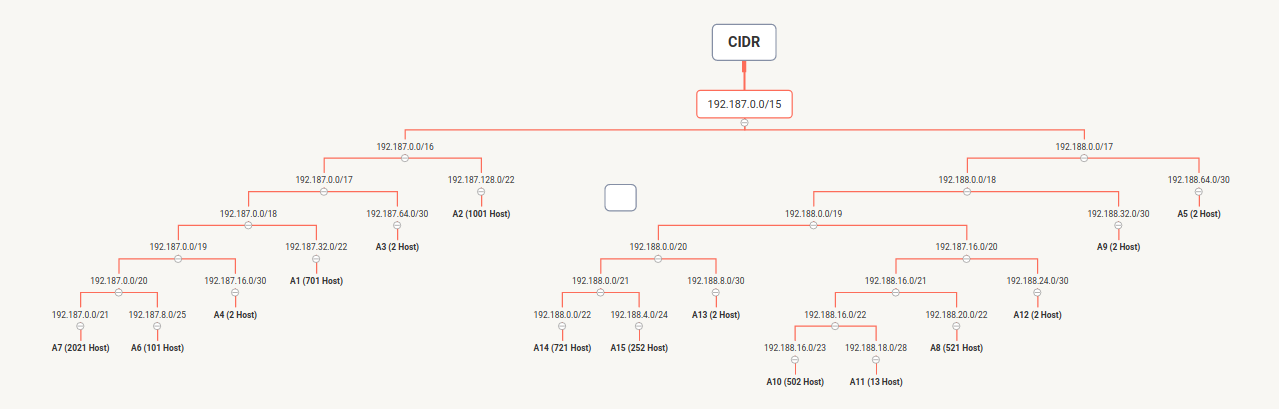 CIDR
192.187.0.0/15
192.187.0.0/16
192.188.0.0/17
192.187.0.0/17
192.187.128.0/22
192.188.0.0/18
192.188.64.0/30
192.187.0.0/18
192.187.64.0/30
A2 (1001 Host)
192.188.0.0/19
192.188.32.0/30
A5 (2 Host)
192.187.0.0/19
192.187.32.0/22
A3 (2 Host)
192.188.0.0/20
192.187.16.0/20
A9 (2 Host)
192.187.0.0/20
192.187.16.0/30
A1 (701 Host)
192.188.0.0/21
192.188.8.0/30
192.188.16.0/21
192.188.24.0/30
192.187.0.0/21
192.187.8.0/25
A4 (2 Host)
192.188.0.0/22
192.188.4.0/24
A13 (2 Host)
192.188.16.0/22
192.188.20.0/22
A12 (2 Host)
A7 (2021 Host)
A6 (101 Host)
A14 (721 Host)
A15 (252 Host)
192.188.16.0/23
192.188.18.0/28
A8 (521 Host)
A10 (502 Host)
A11 (13 Host)